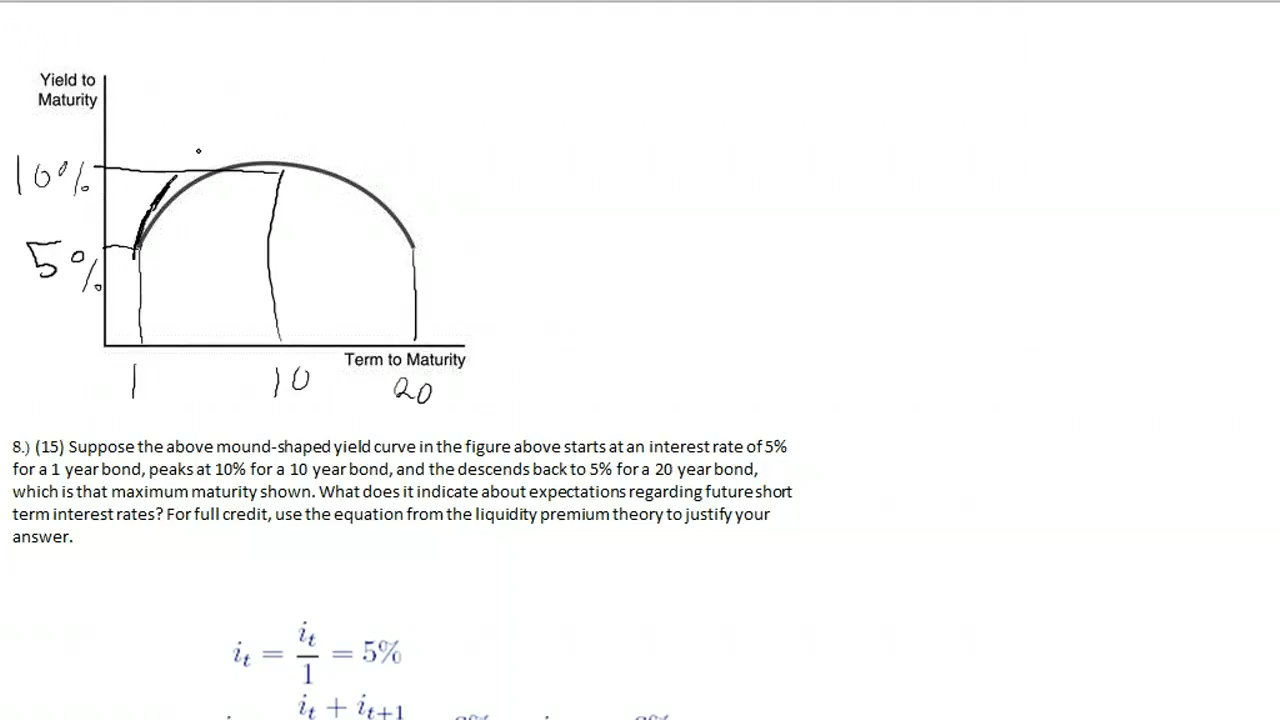 Yield to
Maturity
10%
5%
Term to Maturity
1 10 20
8.) (15) Suppose the above mound-shaped yield curve in the figure above starts at an interest rate of 5%
for a 1 year bond, peaks at 10% for a 10 year bond, and the descends back to 5% for a 20 year bond,
which is that maximum maturity shown. What does it indicate about expectations regarding future short
term interest rates? For full credit, use the equation from the liquidity premium theory to justify your
answer.
i_t = i_t / 1 = 5%
i_t + i_{t+1}